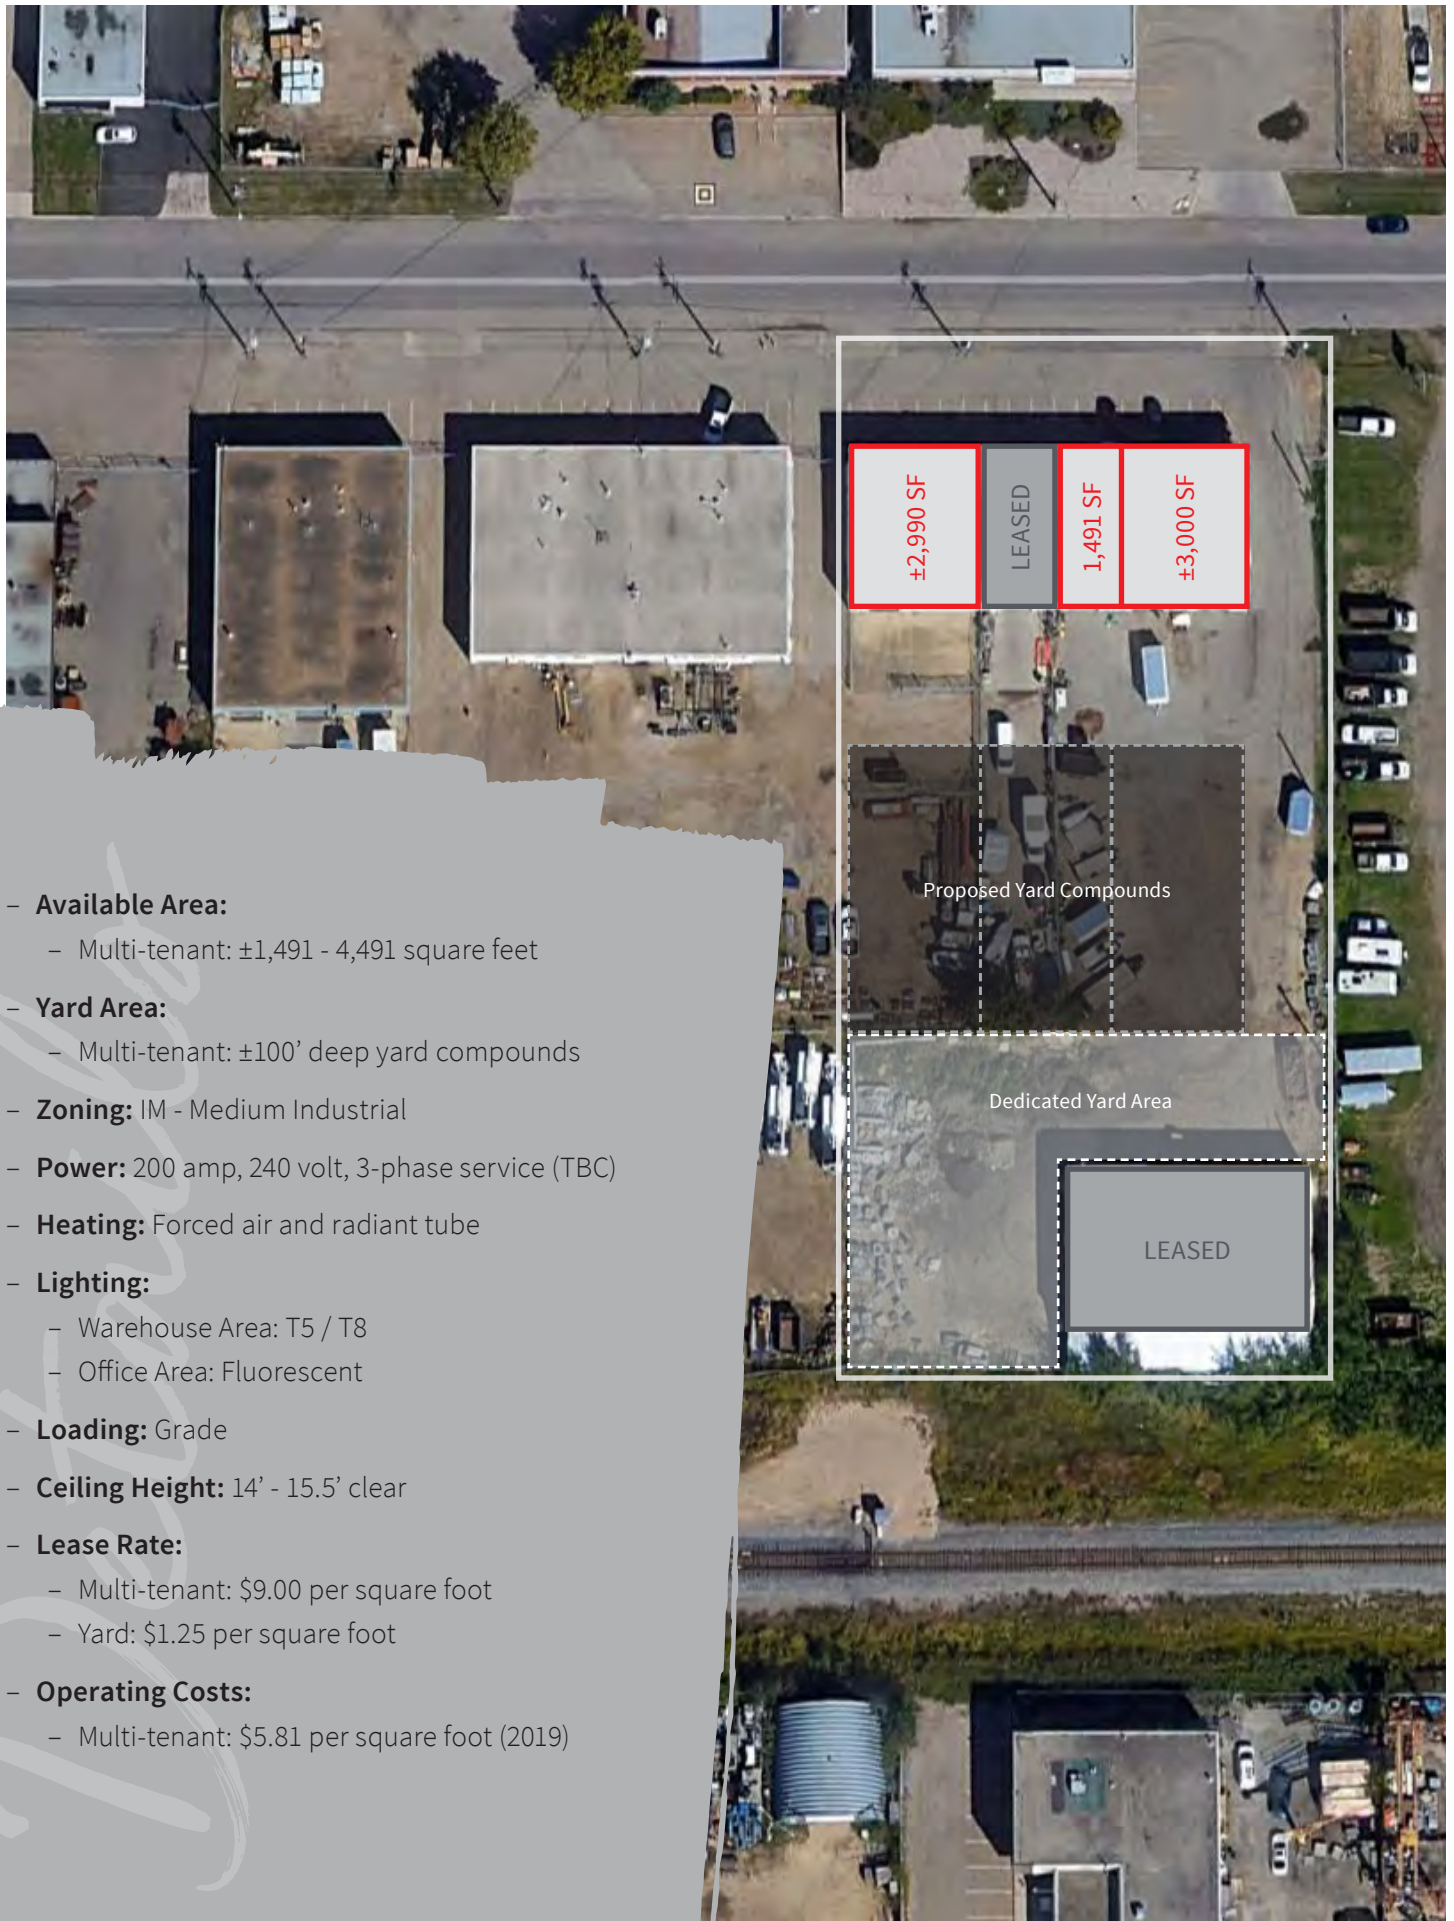 ±2,990 SF
LEASED
1,491 SF
±3,000 SF
Proposed Yard Compounds
Dedicated Yard Area
LEASED
Details
– Available Area:
– Multi-tenant: ±1,491 - 4,491 square feet
– Yard Area:
– Multi-tenant: ±100’ deep yard compounds
– Zoning: IM - Medium Industrial
– Power: 200 amp, 240 volt, 3-phase service (TBC)
– Heating: Forced air and radiant tube
– Lighting:
– Warehouse Area: T5 / T8
– Office Area: Fluorescent
– Loading: Grade
– Ceiling Height: 14’ - 15.5’ clear
– Lease Rate:
– Multi-tenant: $9.00 per square foot
– Yard: $1.25 per square foot
– Operating Costs:
– Multi-tenant: $5.81 per square foot (2019)